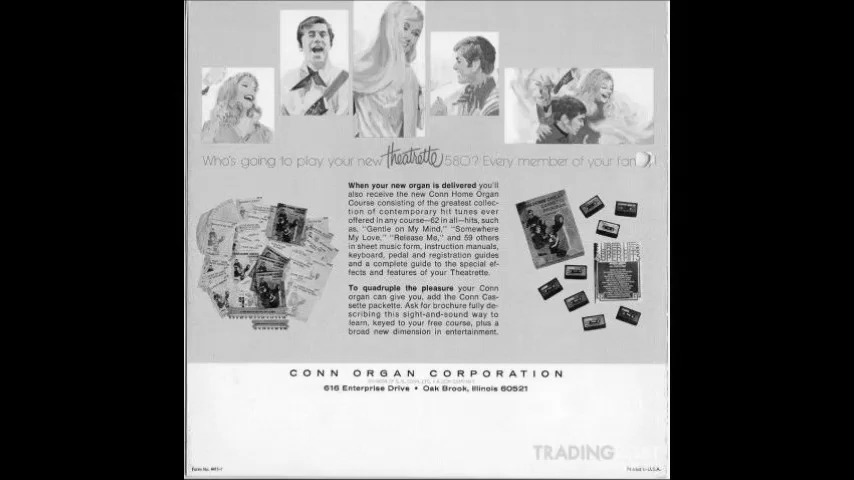 Who's going to play your new theatrette 580? Every member of your fam
When your new organ is delivered you'll
also receive the new Conn Home Organ
Course consisting of the greatest collec-
tion of contemporary hit tunes ever
offered in any course—62 in all—hits, such
as, "Gentle on My Mind," "Somewhere
My Love," "Release Me," and 59 others
in sheet music form, instruction manuals,
keyboard, pedal and registration guides
and a complete guide to the special ef-
fects and features of your Theatrette.
To quadruple the pleasure your Conn
organ can give you, add the Conn Cas-
sette packette. Ask for brochure fully de-
scribing this sight-and-sound way to
learn, keyed to your free course, plus a
broad new dimension in entertainment.
CONN ORGAN CORPORATION
616 Enterprise Drive • Oak Brook, Illinois 60521
TRADING
Form No.
Printed U.S.A.